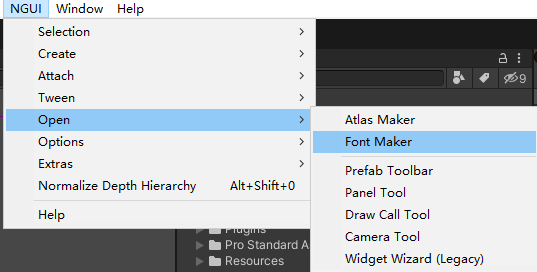 NGUI Window Help
Selection
Create
Attach
Tween
Open
Options
Extras
Normalize Depth Hierarchy Alt+Shift+0
Help
9
Atlas Maker
Font Maker
Prefab Toolbar
Panel Tool
Draw Call Tool
Camera Tool
Widget Wizard (Legacy)
Plugins
Pro Standard A
Resources